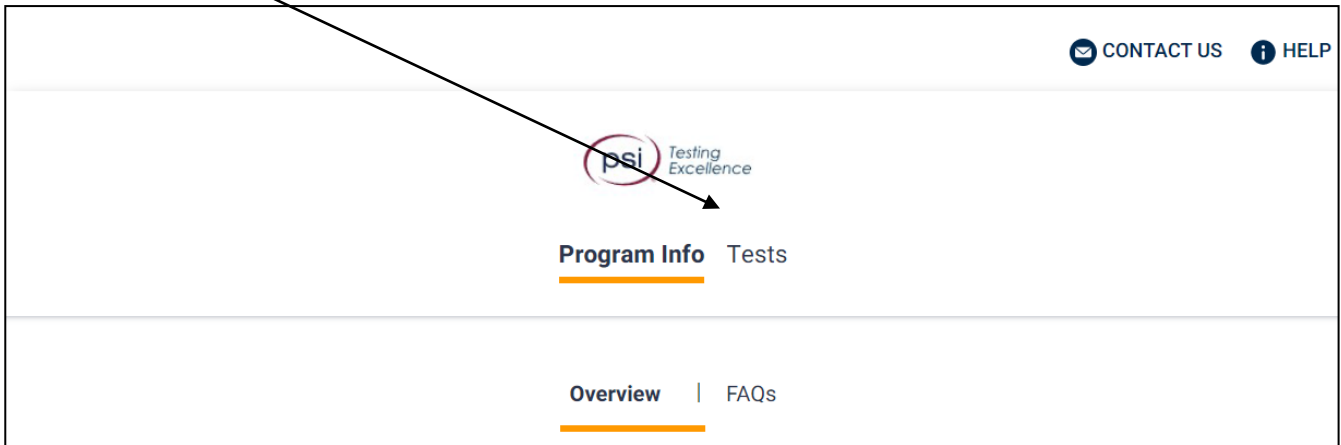 CONTACT US HELP
psi Testing
Excellence
Program Info Tests
Overview | FAQs